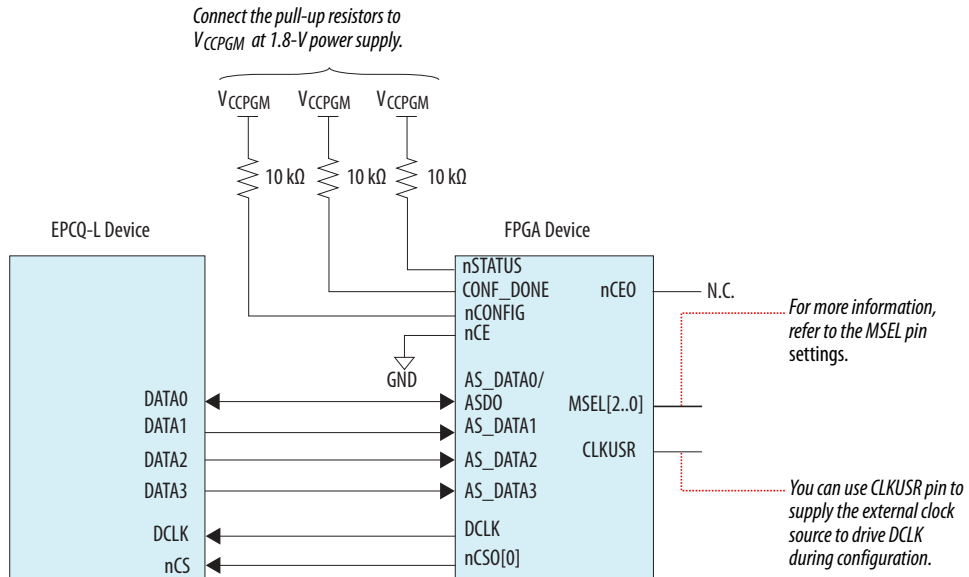 Connect the pull-up resistors to
VCCPGM at 1.8-V power supply.
VCCPGM VCCPGM VCCPGM
10 kΩ 10 kΩ 10 kΩ
EPCQ-L Device
FPGA Device
nSTATUS
CONF_DONE
nCONFIG
nCE
nCEO
N.C.
For more information,
refer to the MSEL pin
settings.
GND
DATA0
DATA1
DATA2
DATA3
DCLK
nCS
AS_DATA0/
ASDO
AS_DATA1
AS_DATA2
AS_DATA3
DCLK
nCSO[0]
MSEL[2..0]
CLKUSR
You can use CLKUSR pin to
supply the external clock
source to drive DCLK
during configuration.